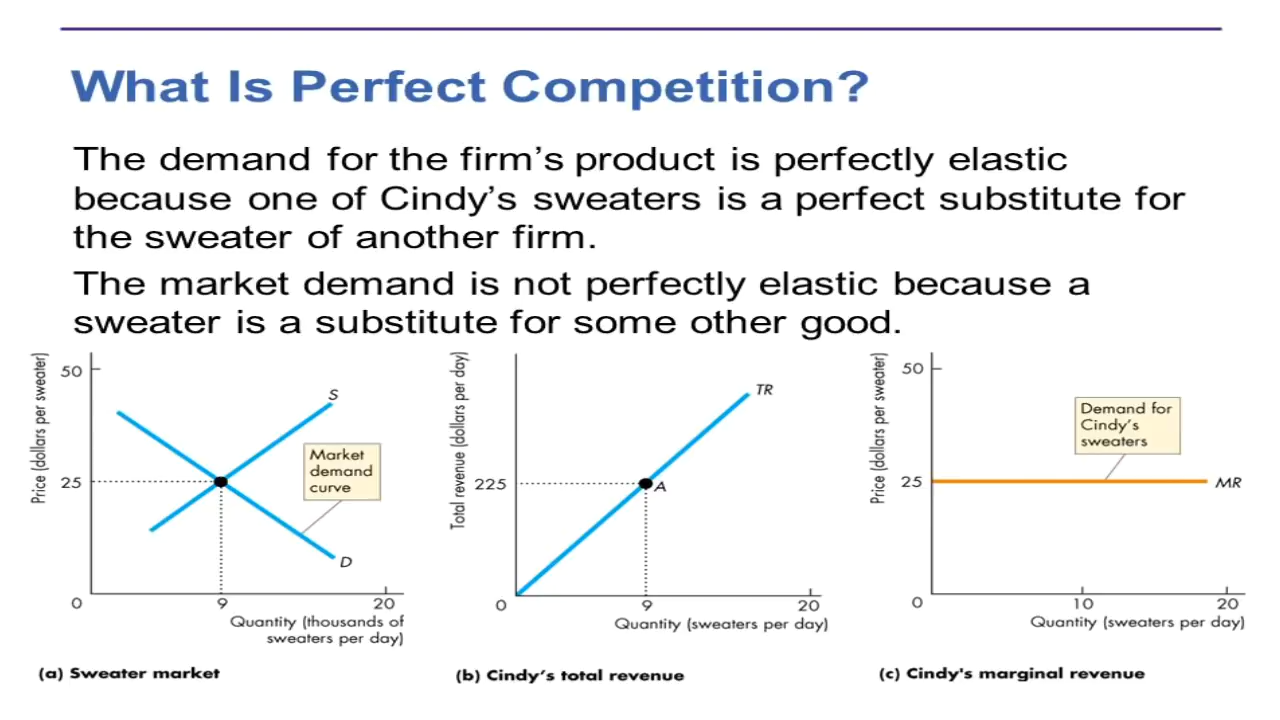 What Is Perfect Competition?
The demand for the firm's product is perfectly elastic
because one of Cindy's sweaters is a perfect substitute for
the sweater of another firm.
The market demand is not perfectly elastic because a
sweater is a substitute for some other good.
Price (dollars per sweater)
50
25
0
9
20
S
Market
demand
curve
D
Quantity (thousands of
sweaters per day)
(a) Sweater market
Total revenue (dollars per day)
225
0
9
20
TR
A
Quantity (sweaters per day)
(b) Cindy's total revenue
Price (dollars per sweater)
50
25
0
10
20
Demand for
Cindy's
sweaters
MR
Quantity (sweaters per day)
(c) Cindy's marginal revenue